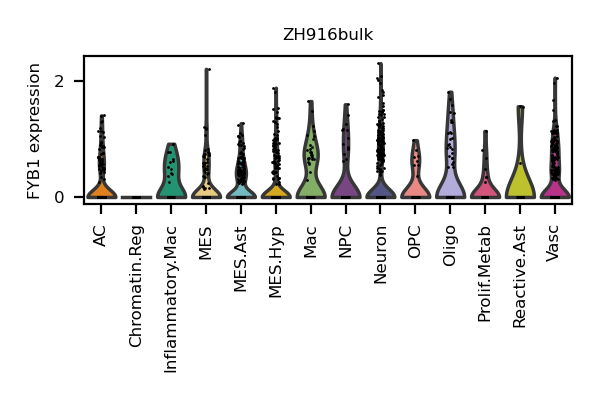 ZH916bulk
FYB1 expression
2
0
AC
Chromatin.Reg
Inflammatory.Mac
MES
MES.Ast
MES.Hyp
Mac
NPC
Neuron
OPC
Oligo
Prolif.Metab
Reactive.Ast
Vasc